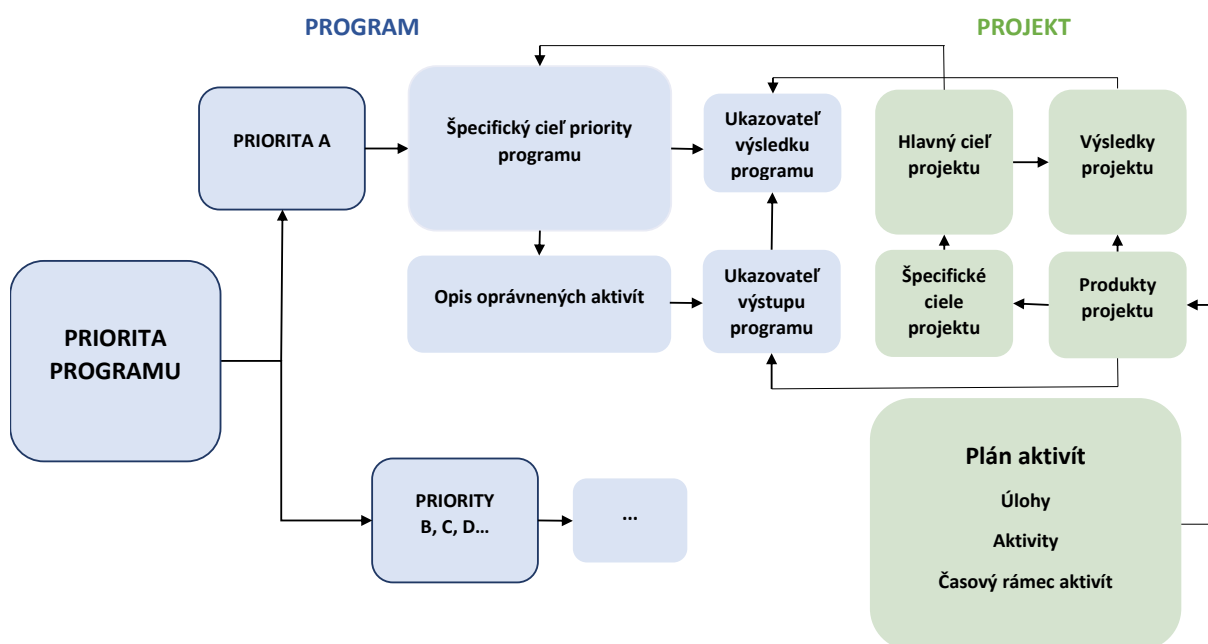 PROGRAM
PROJEKT
PRIORITA A
Špecifický cieľ priority
programu
Ukazovateľ
výsledku
programu
Hlavný cieľ
projektu
Výsledky
projektu
PRIORITA
PROGRAMU
Opis oprávnených aktivít
Ukazovateľ
výstupu
programu
Špecifické
ciele
projektu
Produkty
projektu
PRIORITY
B, C, D...
...
Plán aktivít
Úlohy
Aktivity
Časový rámec aktivít